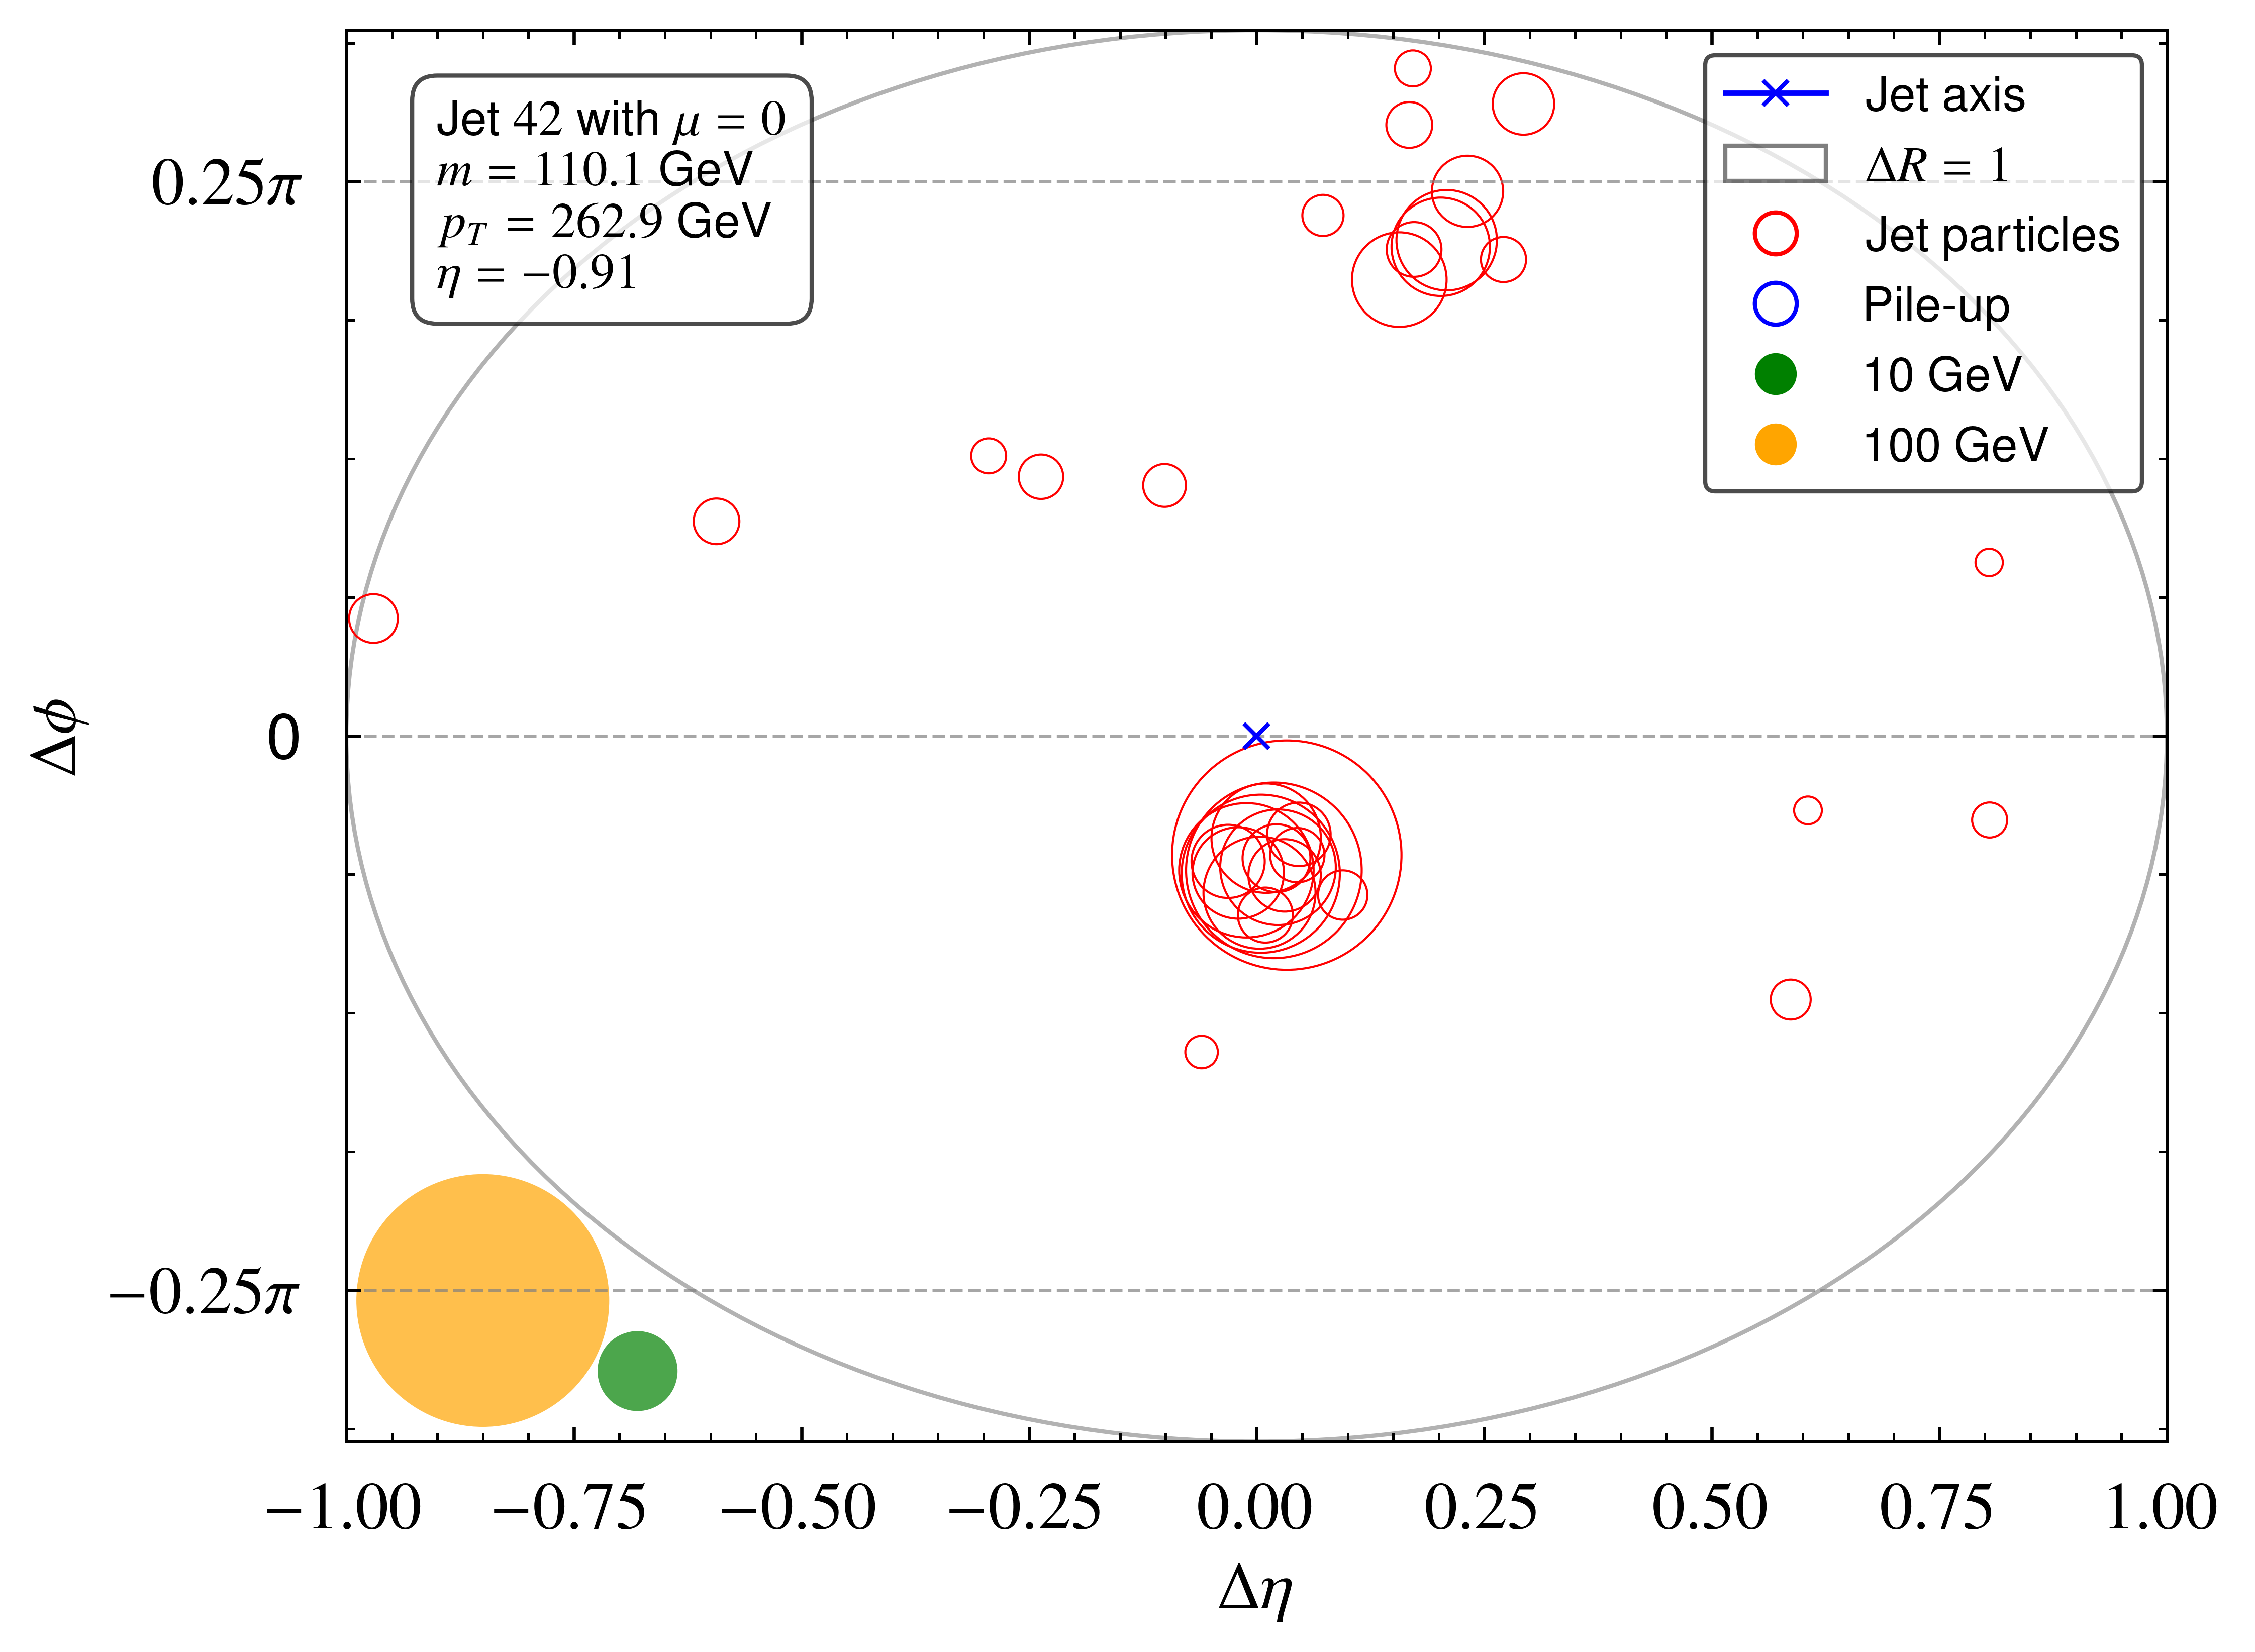 Jet 42 with μ = 0
m = 110.1 GeV
p_T = 262.9 GeV
η = −0.91
Jet axis
ΔR = 1
Jet particles
Pile-up
10 GeV
100 GeV
0.25π
0
−0.25π
Δϕ
−1.00 −0.75 −0.50 −0.25 0.00 0.25 0.50 0.75 1.00
Δη